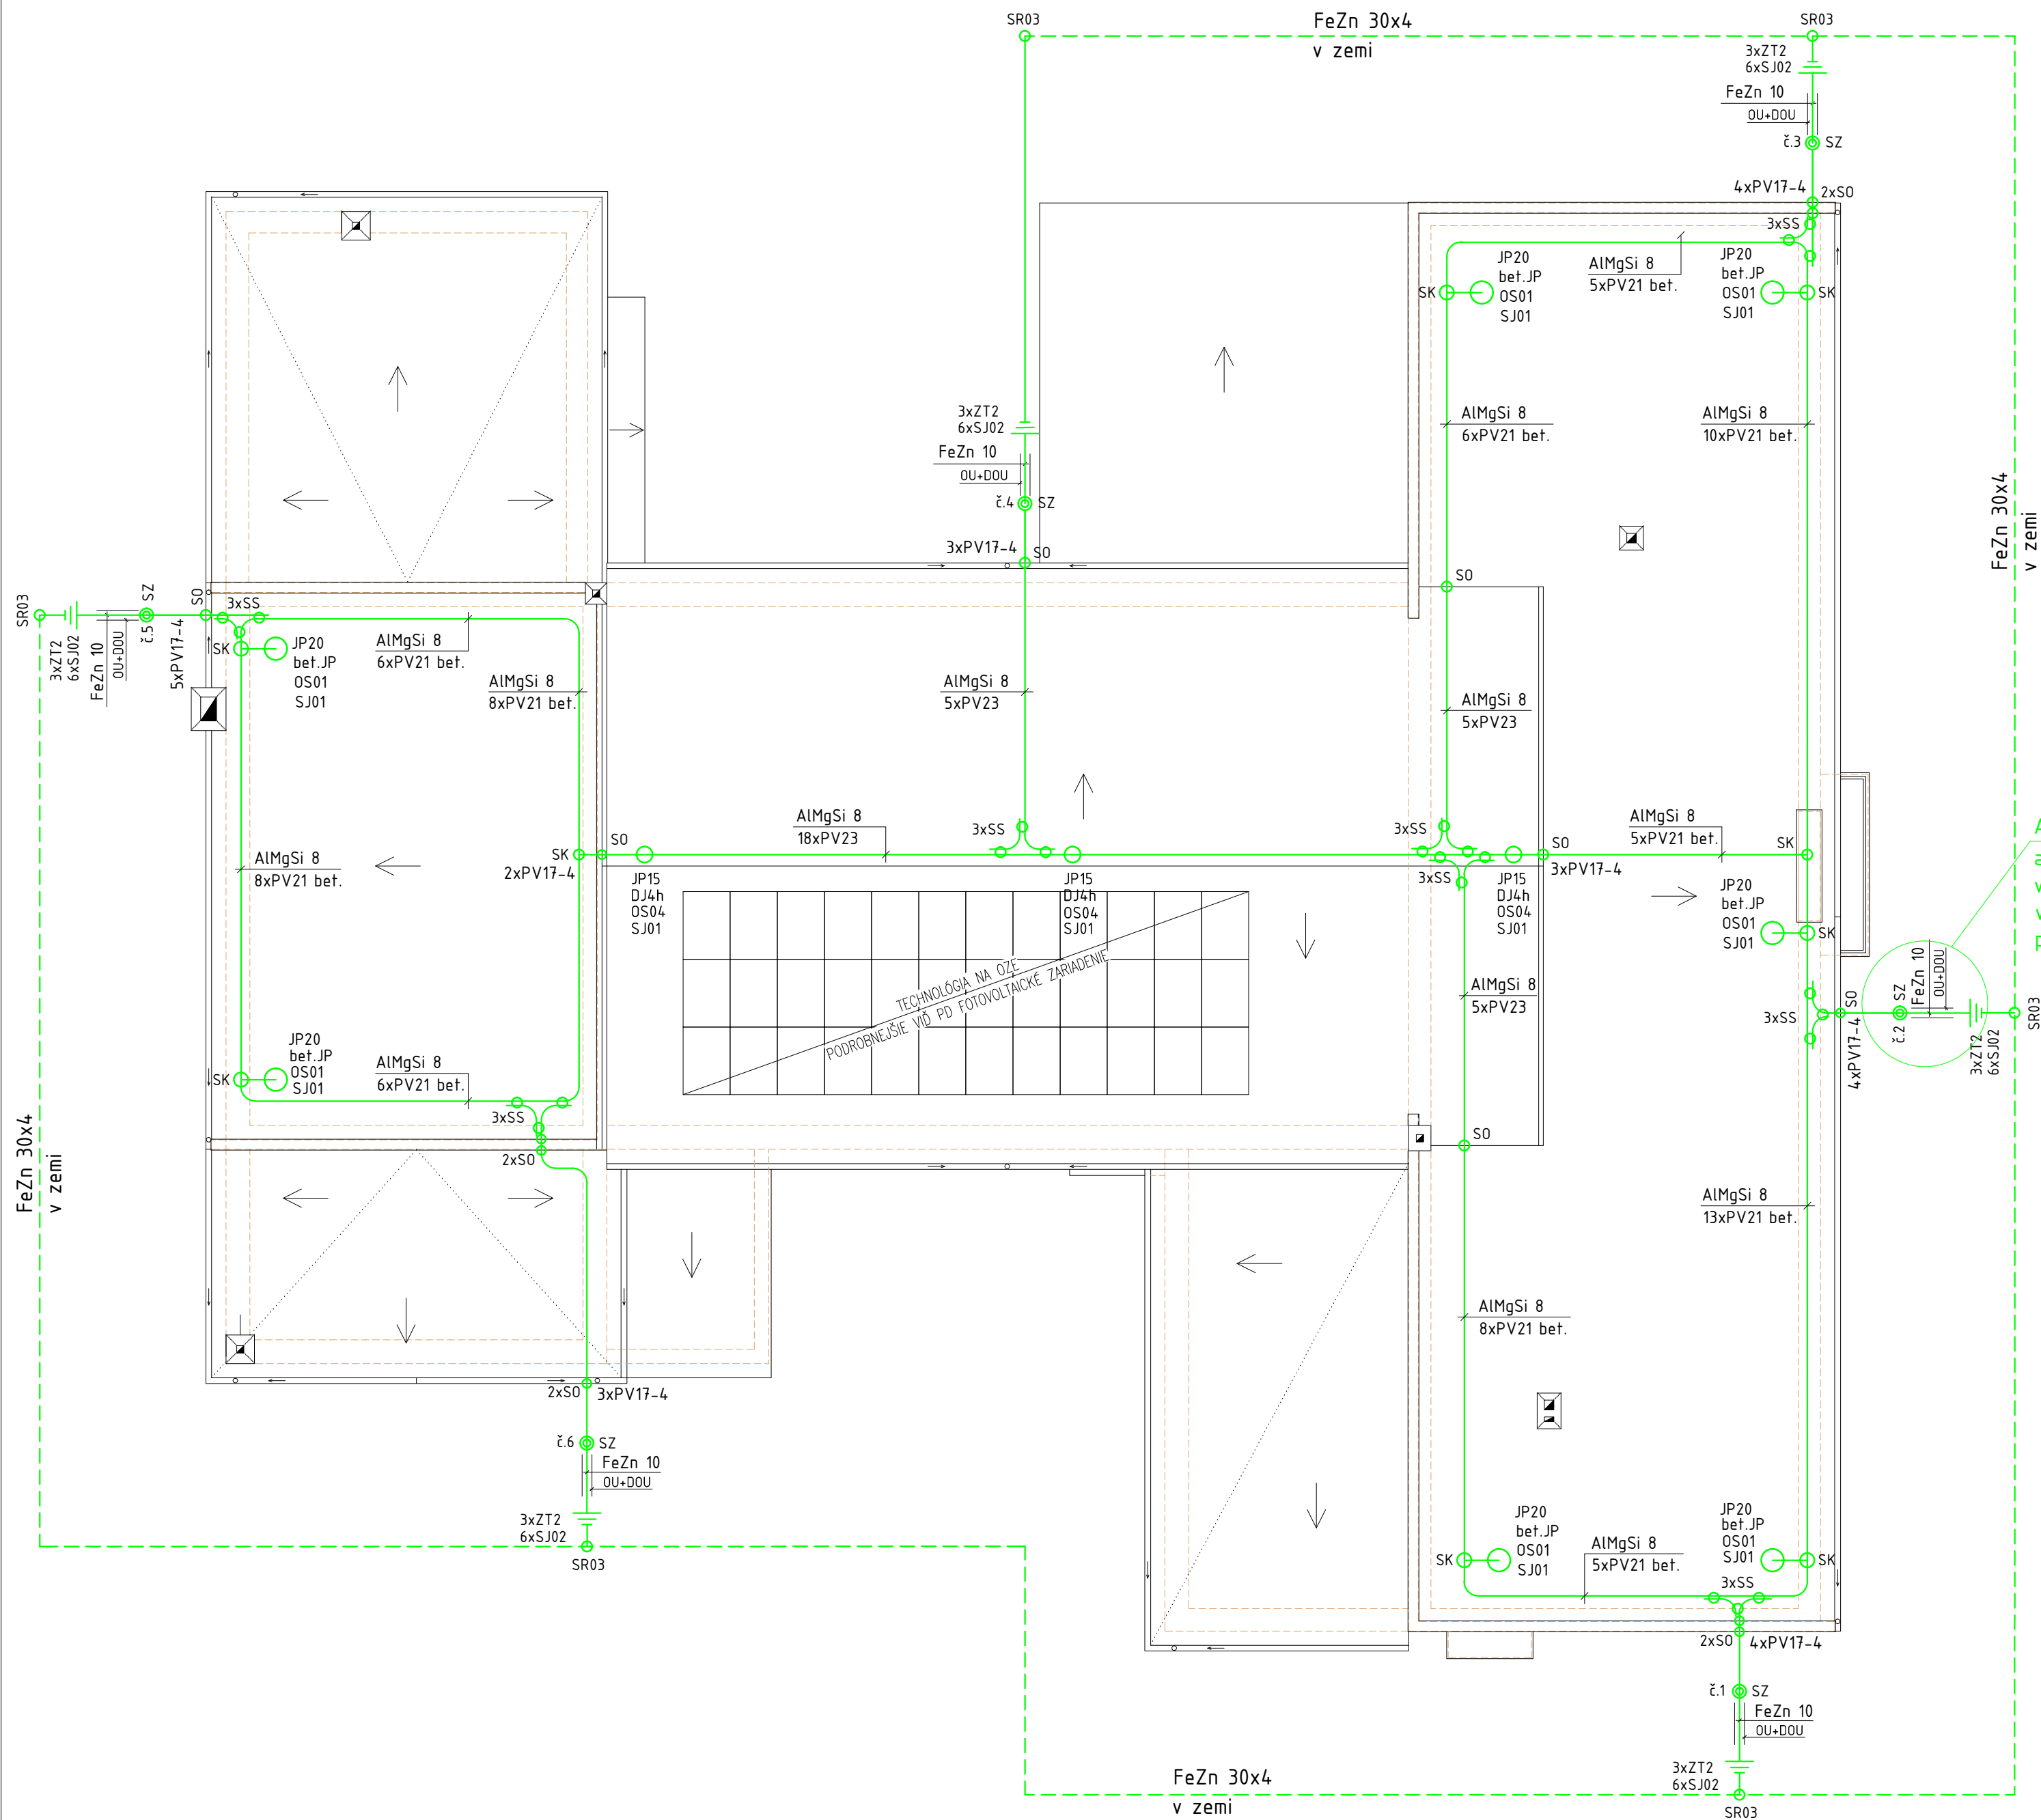 SR03
FeZn 30x4
v zemi
SR03
3xZT2
6xSJ02
FeZn 10
OU+DOU
č.3
SZ
4xPV17-4
2xSO
3xSS
JP20
bet.JP
OS01
SJ01
SK
AlMgSi 8
5xPV21 bet.
JP20
bet.JP
OS01
SJ01
SK
3xZT2
6xSJ02
FeZn 10
OU+DOU
č.4
SZ
3xPV17-4
SO
AlMgSi 8
6xPV21 bet.
AlMgSi 8
10xPV21 bet.
FeZn 30x4
v zemi
SR03
3xZT2
6xSJ02
FeZn 10
OU+DOU
č.5
SZ
5xPV17-4
SO
3xSS
SK
JP20
bet.JP
OS01
SJ01
AlMgSi 8
6xPV21 bet.
AlMgSi 8
8xPV21 bet.
AlMgSi 8
5xPV23
SO
AlMgSi 8
5xPV23
AlMgSi 8
8xPV21 bet.
SK
2xPV17-4
SO
AlMgSi 8
18xPV23
3xSS
3xSS
3xSS
SO
3xPV17-4
AlMgSi 8
5xPV21 bet.
SK
JP15
DJ4h
OS04
SJ01
JP15
DJ4h
OS04
SJ01
JP15
DJ4h
OS04
SJ01
JP20
bet.JP
OS01
SJ01
SK
TECHNOLÓGIA NA OZE
PODROBNEJŠIE VIĎ PD FOTOVOLTAICKÉ ZARIADENIE
AlMgSi 8
5xPV23
3xSS
4xPV17-4
SO
č.2
SZ
FeZn 10
OU+DOU
3xZT2
6xSJ02
SR03
JP20
bet.JP
OS01
SJ01
SK
AlMgSi 8
6xPV21 bet.
3xSS
2xSO
FeZn 30x4
v zemi
SO
AlMgSi 8
13xPV21 bet.
AlMgSi 8
8xPV21 bet.
2xSO
3xPV17-4
č.6
SZ
FeZn 10
OU+DOU
3xZT2
6xSJ02
SR03
SK
JP20
bet.JP
OS01
SJ01
AlMgSi 8
5xPV21 bet.
JP20
bet.JP
OS01
SJ01
SK
3xSS
2xSO
4xPV17-4
č.1
SZ
FeZn 10
OU+DOU
3xZT2
6xSJ02
SR03
FeZn 30x4
v zemi